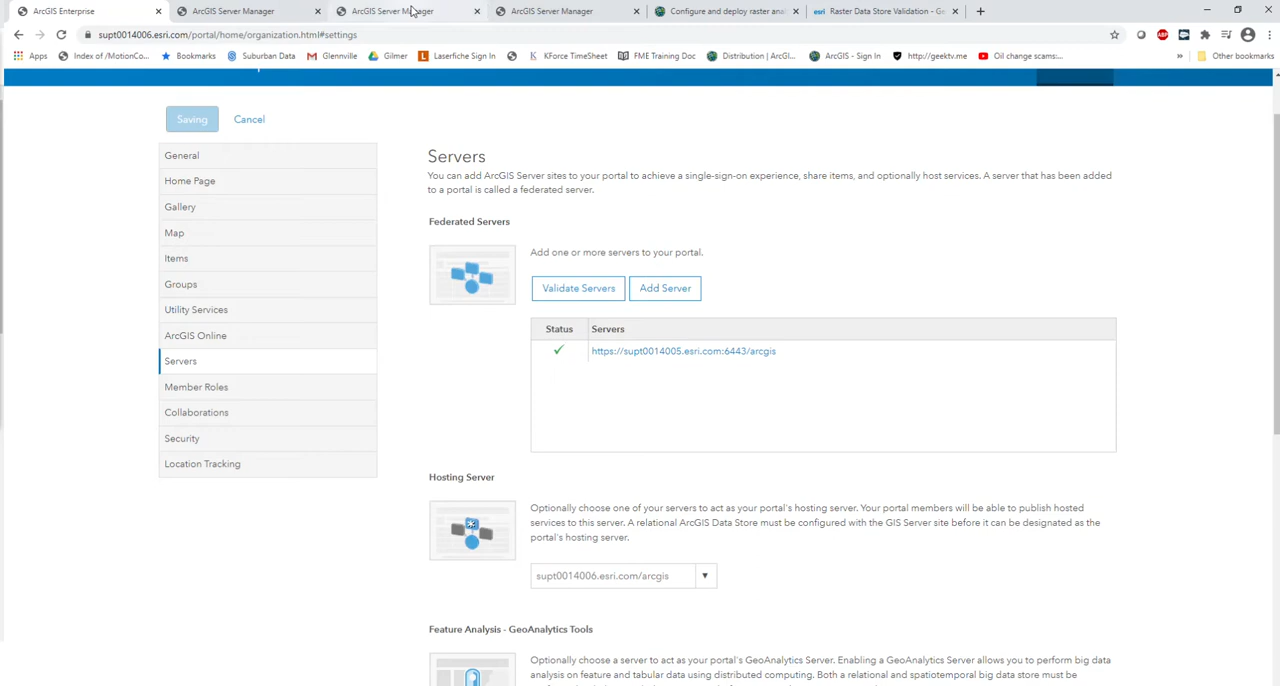 ArcGIS Enterprise
ArcGIS Server Manager
ArcGIS Server Manager
ArcGIS Server Manager
Configure and deploy raster ana
esri Raster Data Store Validation - G
supt0014006.esri.com/portal/home/organization.html#settings
Apps
Index of /MotionCo...
Bookmarks
Suburban Data
Glennville
Gilmer
Laserfiche Sign In
KForce TimeSheet
FME Training Doc
Distribution | ArcGI...
ArcGIS - Sign In
http://geektv.me
Oil change scams:...
»
Other bookmarks
Saving
Cancel
General
Home Page
Gallery
Map
Items
Groups
Utility Services
ArcGIS Online
Servers
Member Roles
Collaborations
Security
Location Tracking
Servers
You can add ArcGIS Server sites to your portal to achieve a single-sign-on experience, share items, and optionally host services. A server that has been added
to a portal is called a federated server.
Federated Servers
Add one or more servers to your portal.
Validate Servers
Add Server
Status
Servers
https://supt0014005.esri.com:6443/arcgis
Hosting Server
Optionally choose one of your servers to act as your portal's hosting server. Your portal members will be able to publish hosted
services to this server. A relational ArcGIS Data Store must be configured with the GIS Server site before it can be designated as the
portal's hosting server.
supt0014006.esri.com/arcgis
Feature Analysis - GeoAnalytics Tools
Optionally choose a server to act as your portal's GeoAnalytics Server. Enabling a GeoAnalytics Server allows you to perform big data
analysis on feature and tabular data using distributed computing. Both a relational and spatiotemporal big data store must be